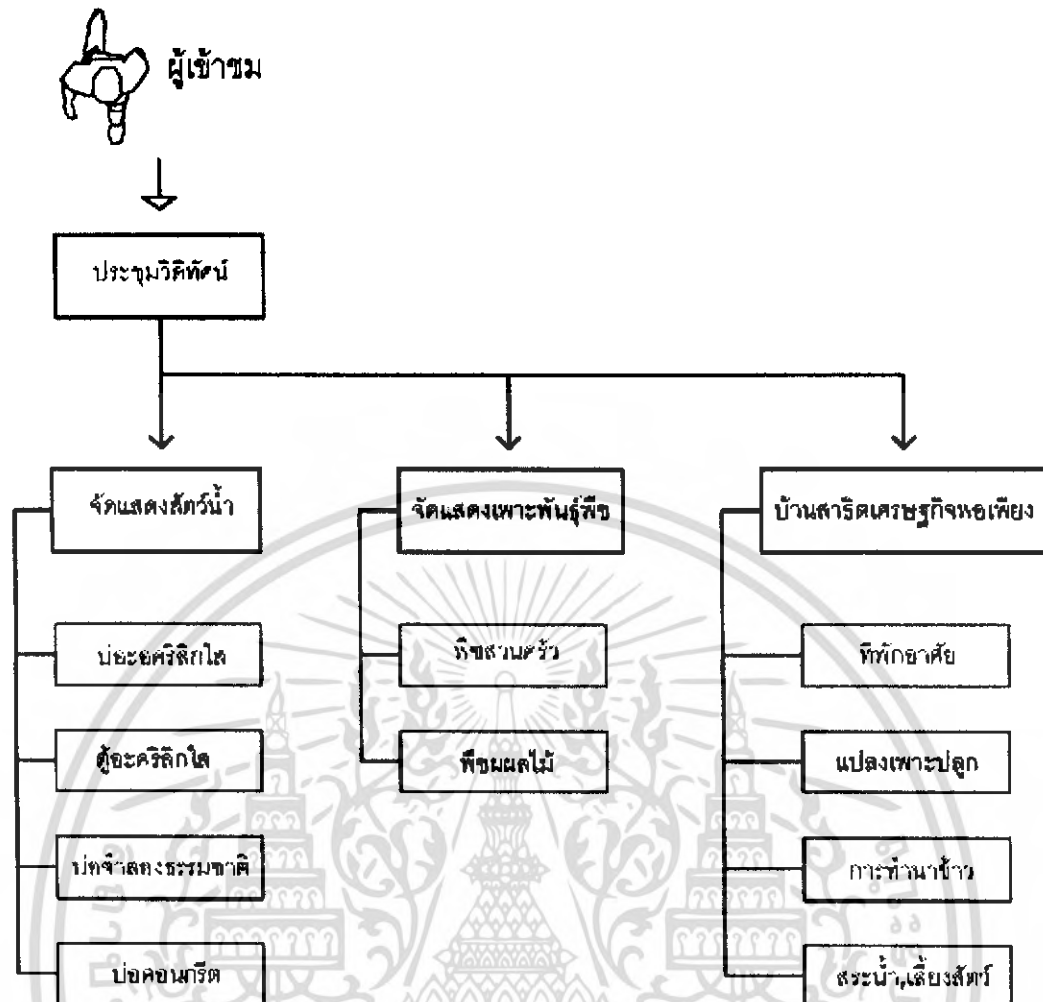 ผู้เข้าชม
ประชุมวิดิทัศน์
จัดแสดงสัตว์น้ำ
จัดแสดงเพาะพันธุ์พืช
บ้านสาธิตเศรษฐกิจพอเพียง
บ่อะอคริลิกใส
พืชสวนครัว
ที่พักอาศัย
ตู้อะคริลิกใส
พืชผลไม้
แปลงเพาะปลูก
บ่อจำลองธรรมชาติ
การทำนาข้าว
บ่อคอนกรีต
สระน้ำ,เลี้ยงสัตว์